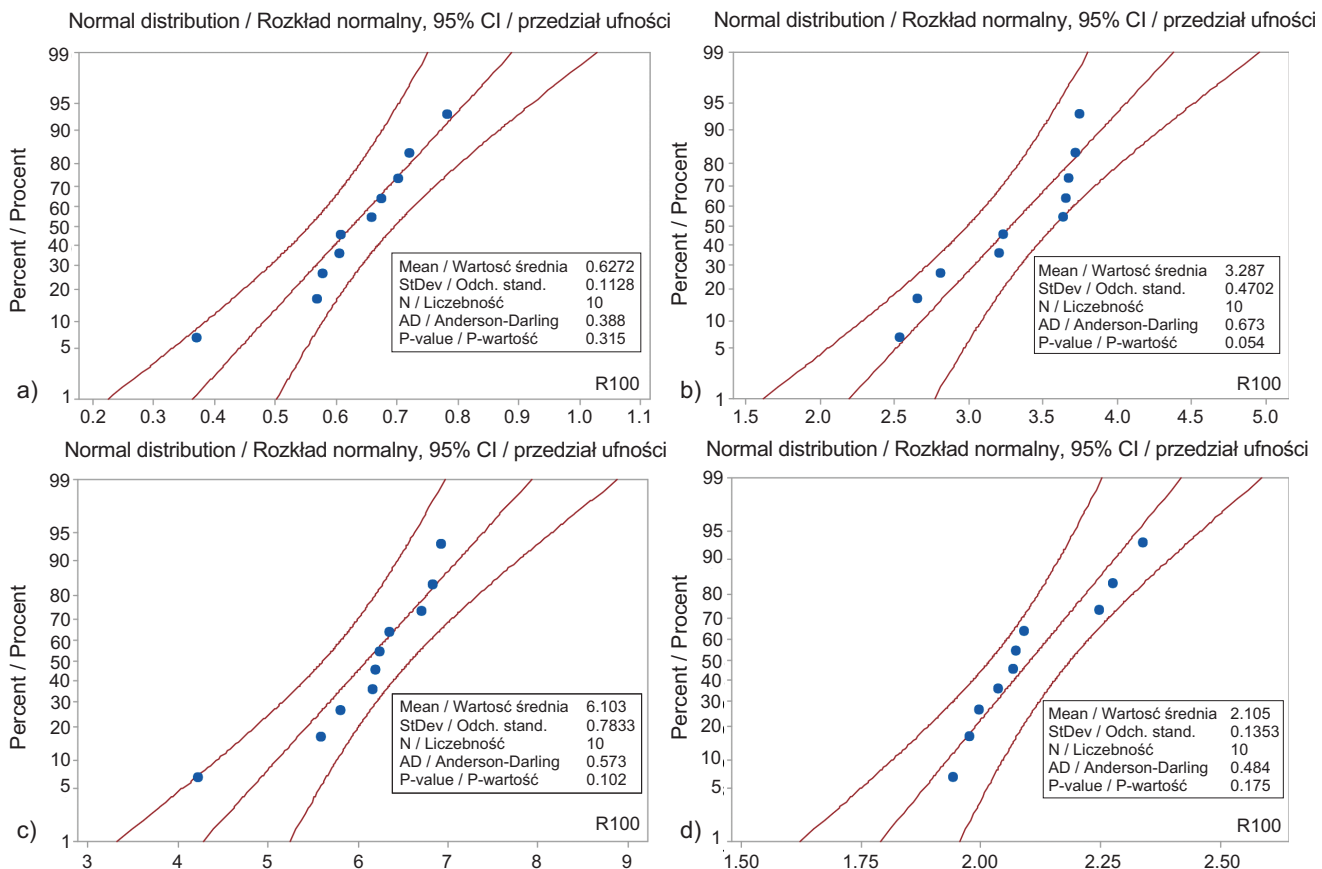 Normal distribution / Rozkład normalny, 95% CI / przedział ufności
99
95
90
80
70
60
50
40
30
20
10
5
1
Percent / Procent
Mean / Wartosć średnia 0.6272
StDev / Odch. stand. 0.1128
N / Liczebność 10
AD / Anderson-Darling 0.388
P-value / P-wartość 0.315
R100
a)
0.2 0.3 0.4 0.5 0.6 0.7 0.8 0.9 1.0 1.1
Normal distribution / Rozkład normalny, 95% CI / przedział ufności
99
95
90
80
70
60
50
40
30
20
10
5
1
Percent / Procent
Mean / Wartosć średnia 3.287
StDev / Odch. stand. 0.4702
N / Liczebność 10
AD / Anderson-Darling 0.673
P-value / P-wartość 0.054
R100
b)
1.5 2.0 2.5 3.0 3.5 4.0 4.5 5.0
Normal distribution / Rozkład normalny, 95% CI / przedział ufności
99
95
90
80
70
60
50
40
30
20
10
5
1
Percent / Procent
Mean / Wartosć średnia 6.103
StDev / Odch. stand. 0.7833
N / Liczebność 10
AD / Anderson-Darling 0.573
P-value / P-wartość 0.102
R100
c)
3 4 5 6 7 8 9
Normal distribution / Rozkład normalny, 95% CI / przedział ufności
99
95
90
80
70
60
50
40
30
20
10
5
1
Percent / Procent
Mean / Wartosć średnia 2.105
StDev / Odch. stand. 0.1353
N / Liczebność 10
AD / Anderson-Darling 0.484
P-value / P-wartość 0.175
R100
d)
1.50 1.75 2.00 2.25 2.50